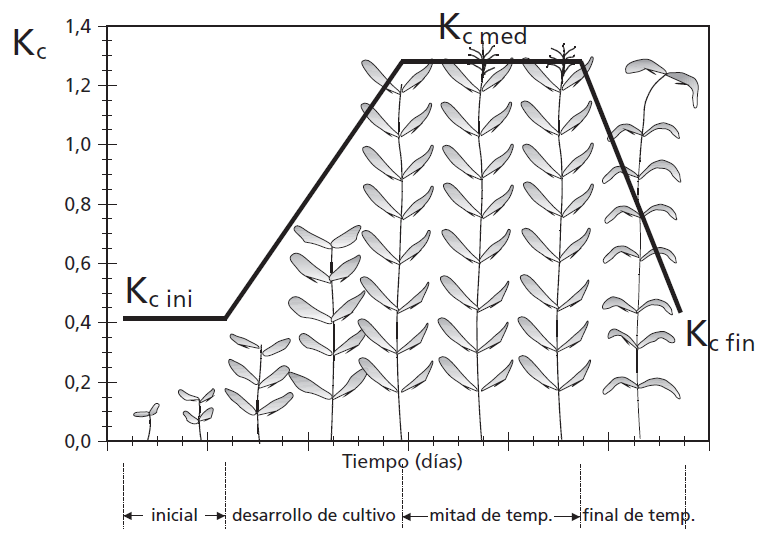 Kc
1,4
1,2
1,0
0,8
0,6
0,4
0,2
0,0
Kc med
Kc ini
Kc fin
Tiempo (días)
inicial
desarrollo de cultivo
mitad de temp.
final de temp.